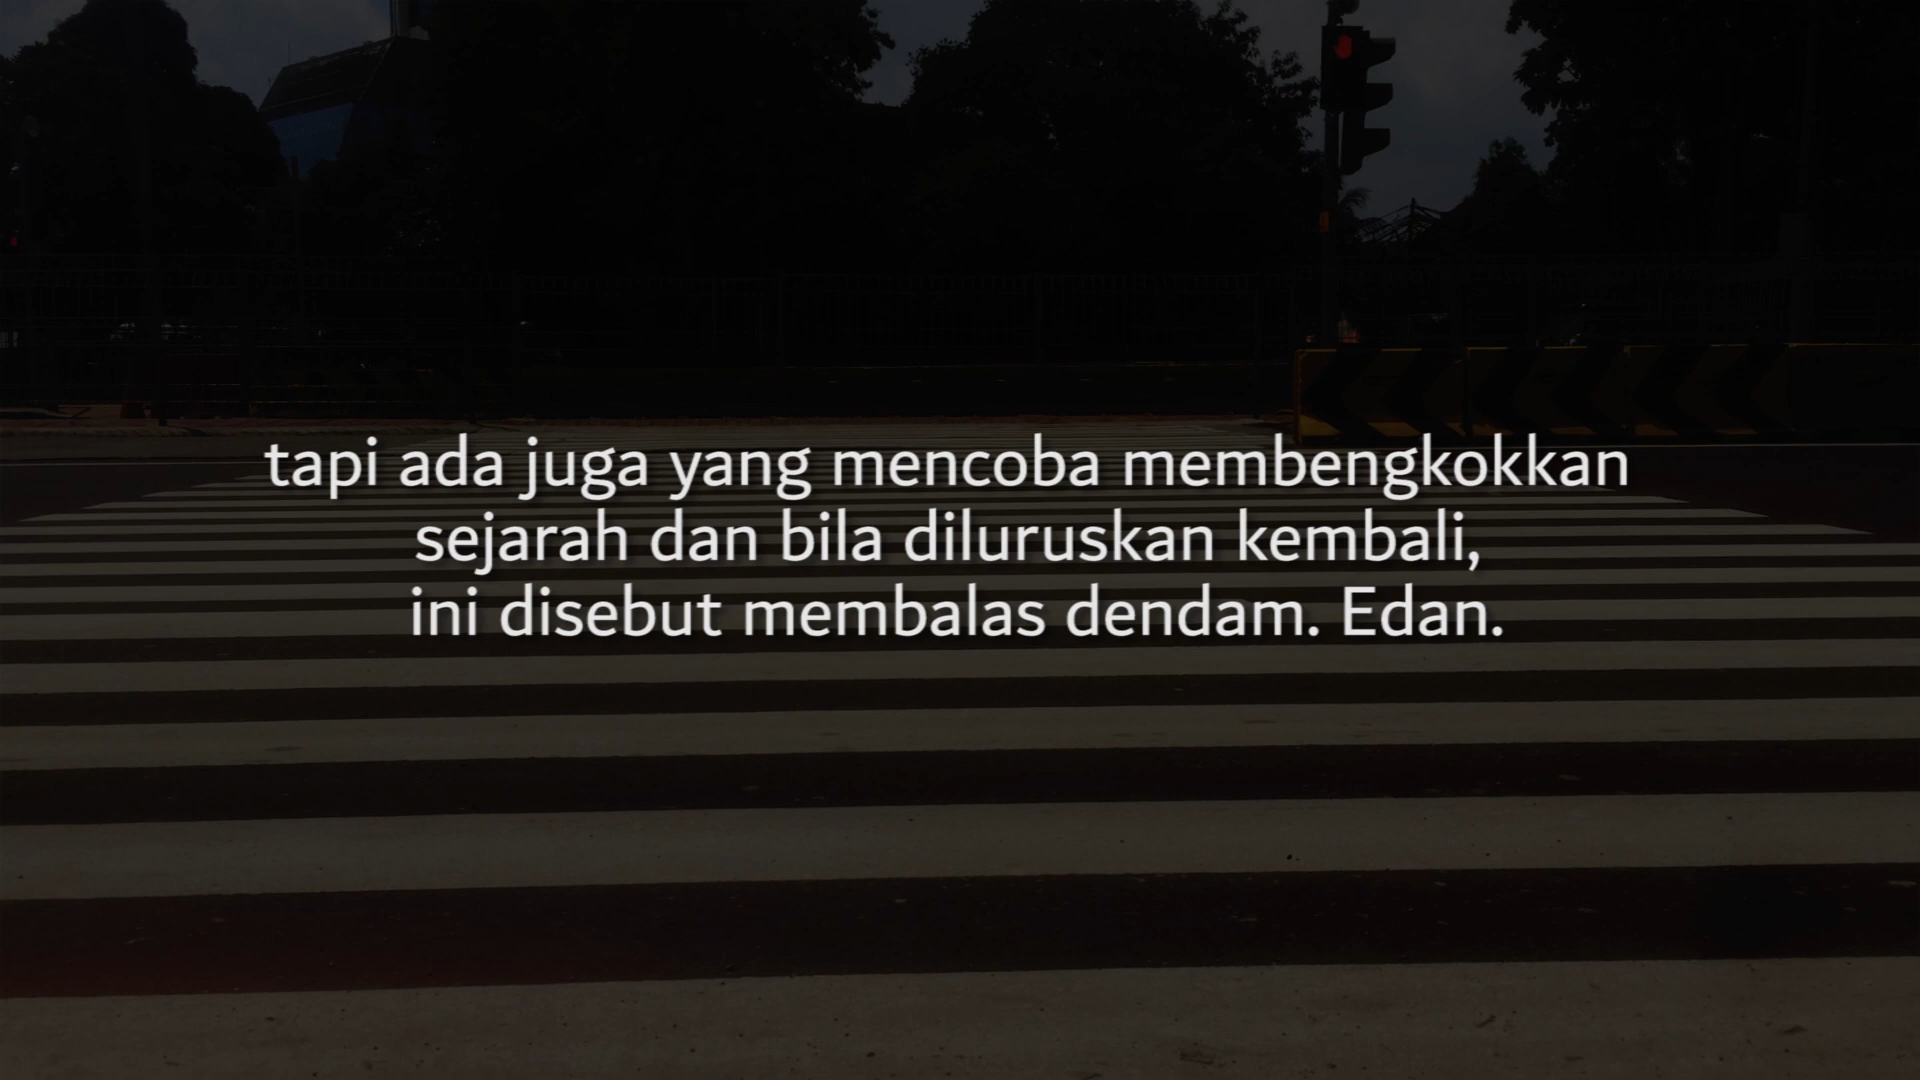 tapi ada juga yang mencoba membengkokkan
sejarah dan bila diluruskan kembali,
ini disebut membalas dendam. Edan.